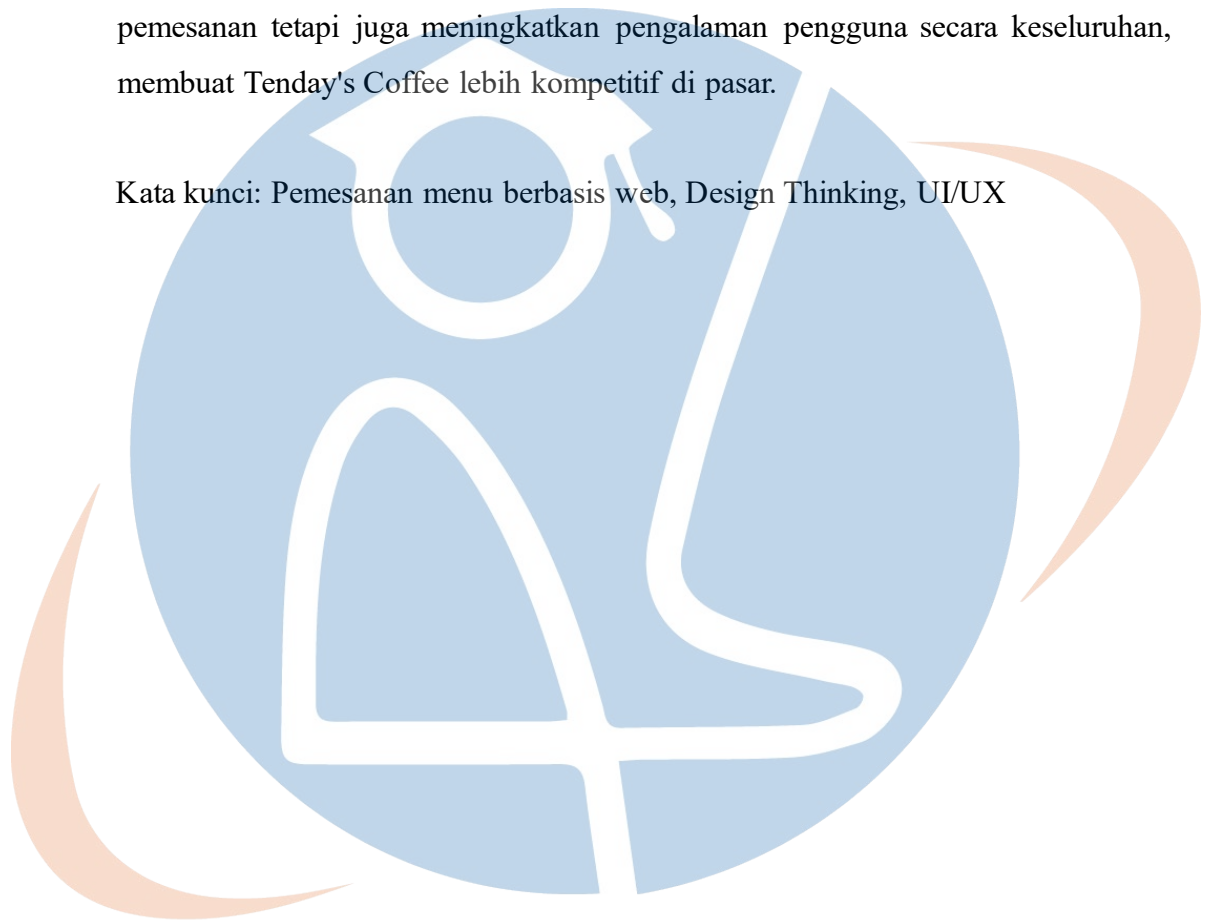 pemesanan tetapi juga meningkatkan pengalaman pengguna secara keseluruhan,
membuat Tenday's Coffee lebih kompetitif di pasar.
Kata kunci: Pemesanan menu berbasis web, Design Thinking, UI/UX